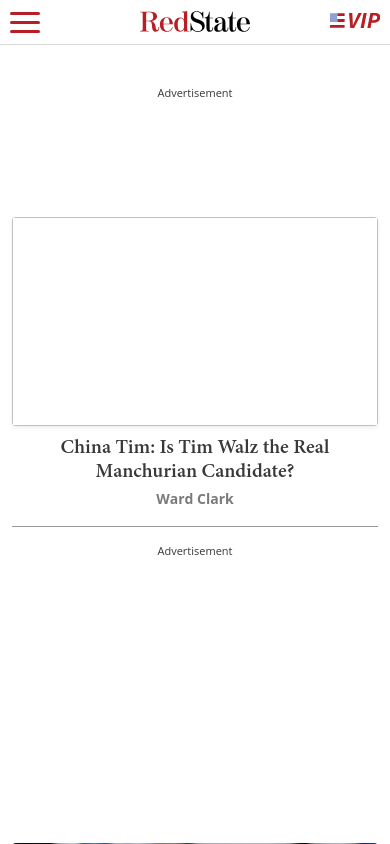 RedState
VIP
Advertisement
China Tim: Is Tim Walz the Real
Manchurian Candidate?
Ward Clark
Advertisement